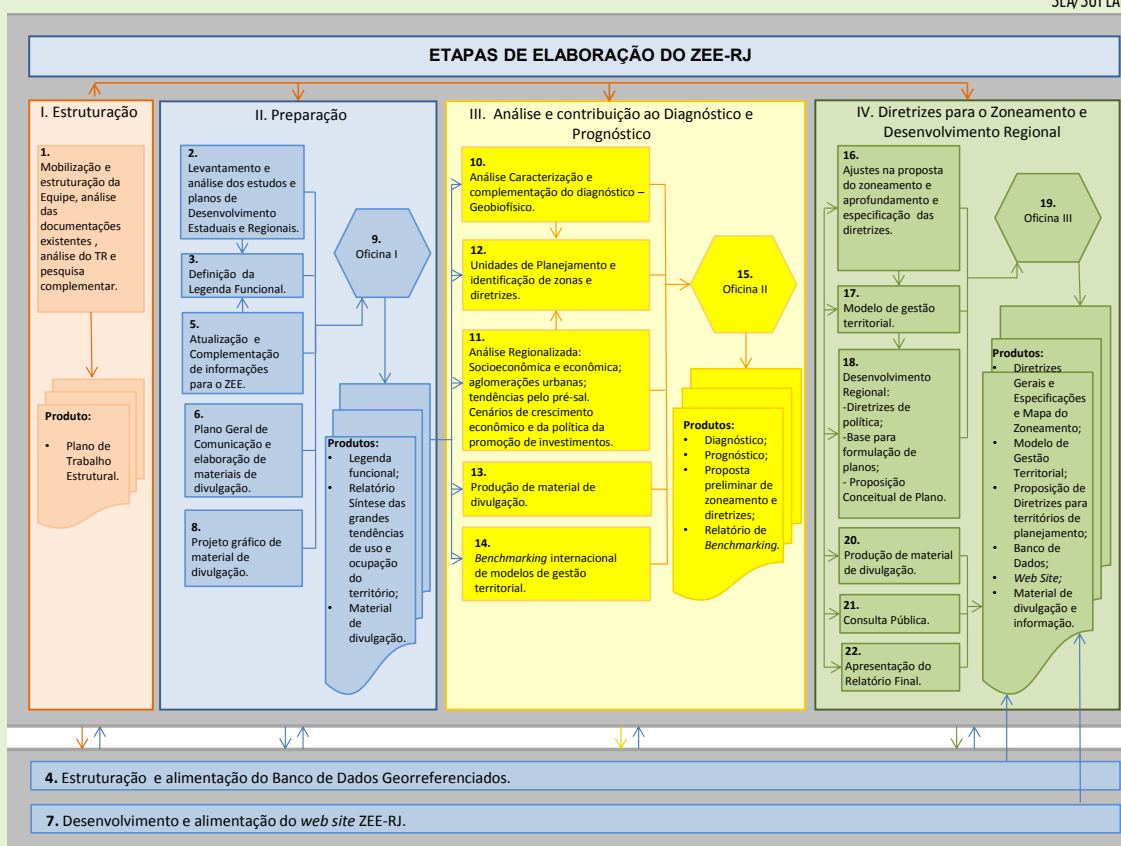 ETAPAS DE ELABORAÇÃO DO ZEE-RJ
I. Estruturação
1.
Mobilização e
estruturação da
Equipe, análise
das
documentações
existentes ,
análise do TR e
pesquisa
complementar.
Produto:
• Plano de
Trabalho
Estrutural.
II. Preparação
2.
Levantamento e
análise dos estudos e
planos de
Desenvolvimento
Estaduais e Regionais.
3.
Definição da
Legenda Funcional.
5.
Atualização e
Complementação
de informações
para o ZEE.
6.
Plano Geral de
Comunicação e
elaboração de
materiais de
divulgação.
8.
Projeto gráfico de
material de
divulgação.
9.
Oficina I
Produtos:
• Legenda
funcional;
• Relatório
Síntese das
grandes
tendências
de uso e
ocupação
do
território;
• Material
de
divulgação.
III. Análise e contribuição ao Diagnóstico e
Prognóstico
10.
Análise Caracterização e
complementação do diagnóstico –
Geobiofísico.
12.
Unidades de Planejamento e
identificação de zonas e
diretrizes.
11.
Análise Regionalizada:
Socioeconômica e econômica;
aglomerações urbanas;
tendências pelo pré-sal.
Cenários de crescimento
econômico e da política da
promoção de investimentos.
13.
Produção de material de
divulgação.
14.
Benchmarking internacional
de modelos de gestão
territorial.
15.
Oficina II
Produtos:
• Diagnóstico;
• Prognóstico;
• Proposta
preliminar de
zoneamento e
diretrizes;
• Relatório de
Benchmarking.
IV. Diretrizes para o Zoneamento e
Desenvolvimento Regional
16.
Ajustes na proposta
do zoneamento e
aprofundamento e
especificação das
diretrizes.
17.
Modelo de gestão
territorial.
18.
Desenvolvimento
Regional:
-Diretrizes de
política;
-Base para
formulação de
planos;
- Proposição
Conceitual de Plano.
20.
Produção de material
de divulgação.
21.
Consulta Pública.
22.
Apresentação do
Relatório Final.
19.
Oficina III
Produtos:
• Diretrizes
Gerais e
Especificações
e Mapa do
Zoneamento;
• Modelo de
Gestão
Territorial;
• Proposição de
Diretrizes para
territórios de
planejamento;
• Banco de
Dados;
• Web Site;
• Material de
divulgação e
informação.
4. Estruturação e alimentação do Banco de Dados Georreferenciados.
7. Desenvolvimento e alimentação do web site ZEE-RJ.